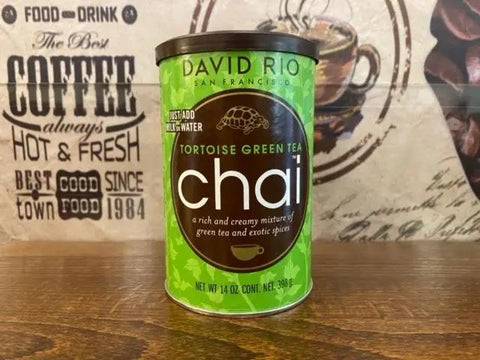 FOOD AND DRINK
The Best
COFFEE
always
HOT & FRESH
BEST GOOD SINCE
town FOOD 1984
DAVID RIO
SAN FRANCISCO
JUST ADD
MILK OR WATER
TORTOISE GREEN TEA
chai
a rich and creamy mixture of
green tea and exotic spices
NET WT 14 OZ CONT. NET. 398 g